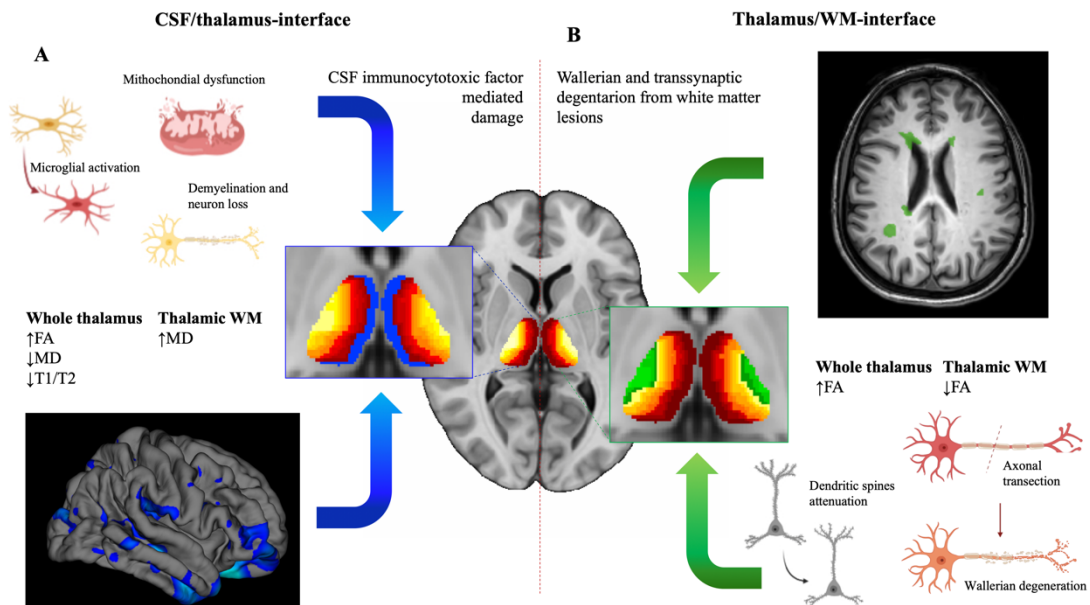 CSF/thalamus-interface
A
Mithochondial dysfunction
Microglial activation
Demyelination and
neuron loss
CSF immunocytotoxic factor
mediated
damage
Whole thalamus
↑FA
↓MD
↓T1/T2
Thalamic WM
↑MD
Thalamus/WM-interface
B
Wallerian and transsynaptic
degentarion from white matter
lesions
Whole thalamus
↑FA
Thalamic WM
↓FA
Dendritic spines
attenuation
Axonal
transection
Wallerian degeneration